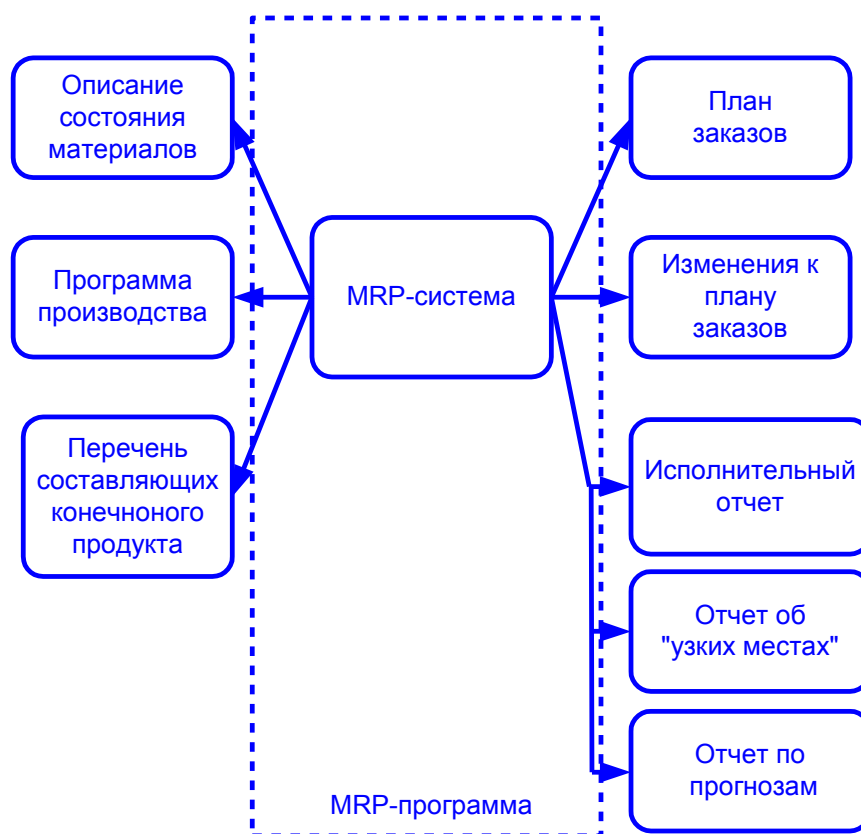 Описание
состояния
материалов
Программа
производства
Перечень
составляющих
конечноного
продукта
MRP-система
MRP-программа
План
заказов
Изменения к
плану
заказов
Исполнительный
отчет
Отчет об
"узких местах"
Отчет по
прогнозам